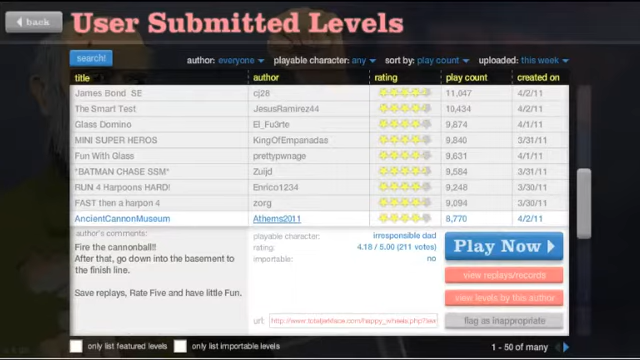 back
User Submitted Levels
search!
author: everyone playable character: any sort by: play count uploaded: this week
title author rating play count created on
James Bond SE cj28 11,047 4/2/11
The Smart Test JesusRamirez44 10,434 4/2/11
Glass Domino El_Fu3rte 9,874 4/1/11
MINI SUPER HEROS KingOfEmpanadas 9,840 3/31/11
Fun With Glass prettypwnage 9,631 4/1/11
*BATMAN CHASE SSM* Zuijd 9,584 3/31/11
RUN 4 Harpoons HARD! Enrico1234 9,248 3/30/11
FAST then a harpon 4 zorg 9,094 3/30/11
AncientCannonMuseum Athems2011 8,770 4/2/11
author's comments:
Fire the cannonball!!
After that, go down into the basement to
the finish line.
Save replays, Rate Five and have little Fun.
playable character: irresponsible dad
rating: 4.18 / 5.00 (211 votes)
importable: no
url: http://www.totaljerkface.com/happy_wheels.php?lev
Play Now
view replays/records
view levels by this author
flag as inappropriate
only list featured levels only list importable levels 1 - 50 of many